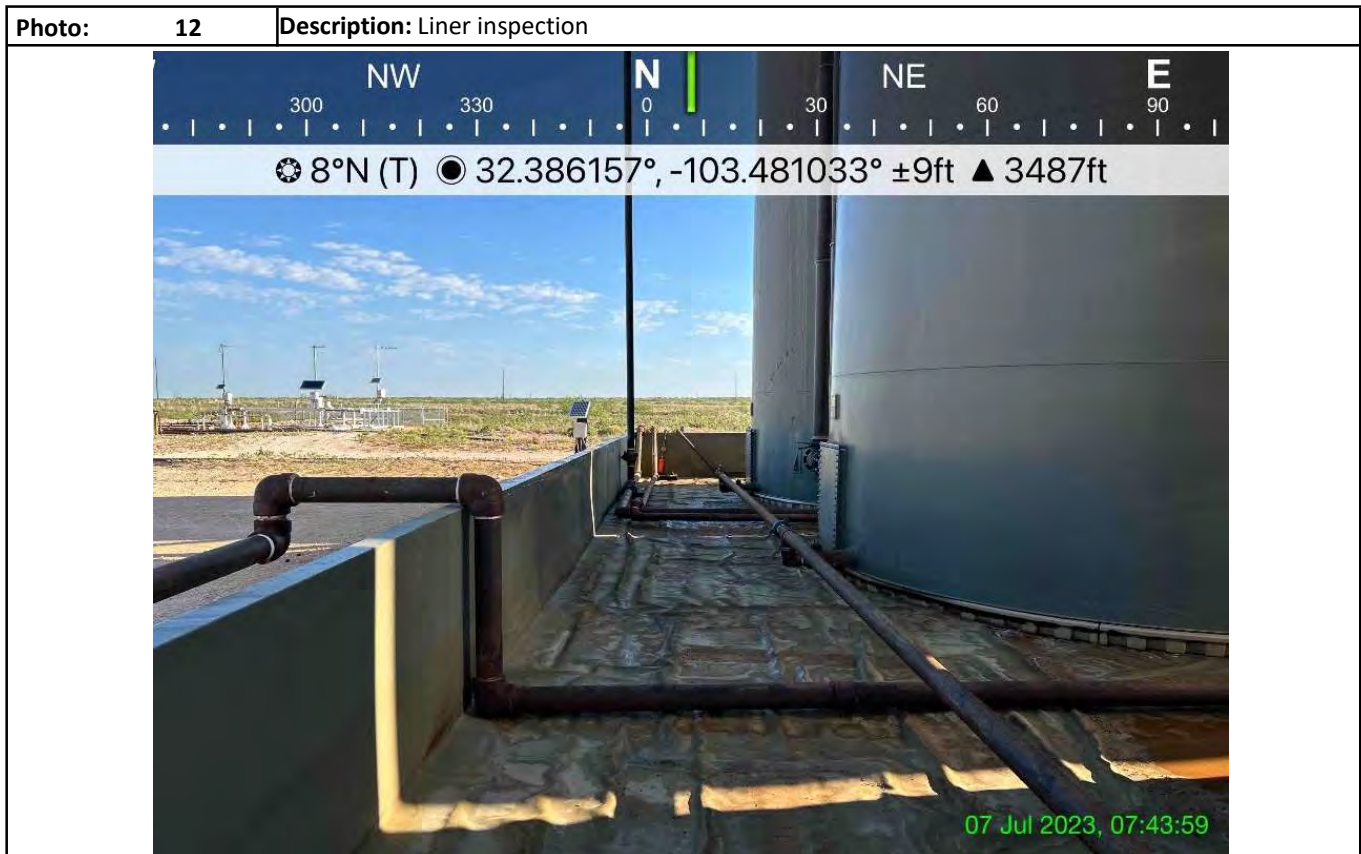 Photo: 12 Description: Liner inspection
NW N NE E
300 330 0 30 60 90
8°N (T) 32.386157°, -103.481033° ±9ft ▲ 3487ft
07 Jul 2023, 07:43:59